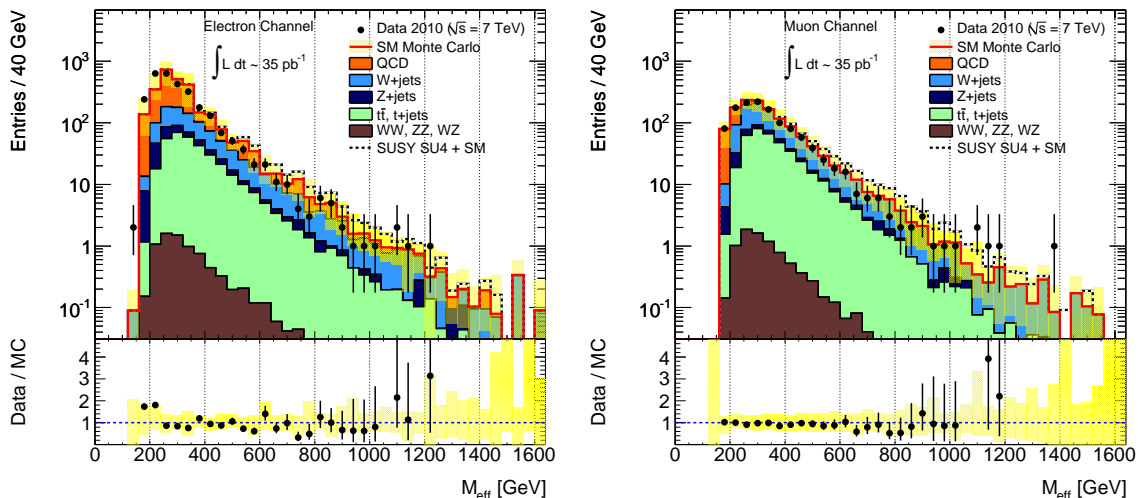 Entries / 40 GeV
10³
10²
10
1
10⁻¹
Electron Channel
∫ L dt ~ 35 pb⁻¹
Data 2010 (√s = 7 TeV)
SM Monte Carlo
QCD
W+jets
Z+jets
tt̄, t+jets
WW, ZZ, WZ
SUSY SU4 + SM
Data / MC
4
3
2
1
0 200 400 600 800 1000 1200 1400 1600
M_eff [GeV]
Entries / 40 GeV
10³
10²
10
1
10⁻¹
Muon Channel
∫ L dt ~ 35 pb⁻¹
Data 2010 (√s = 7 TeV)
SM Monte Carlo
QCD
W+jets
Z+jets
tt̄, t+jets
WW, ZZ, WZ
SUSY SU4 + SM
Data / MC
4
3
2
1
0 200 400 600 800 1000 1200 1400 1600
M_eff [GeV]